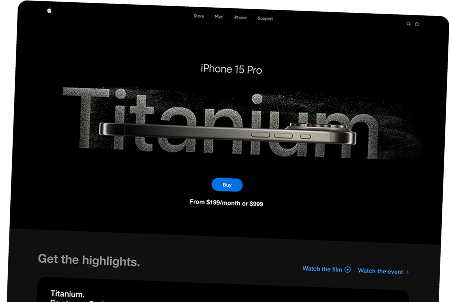 Store Mac iPhone Support
iPhone 15 Pro
Titanium
Buy
From $199/month or $999
Get the highlights.
Watch the film Watch the event
Titanium.